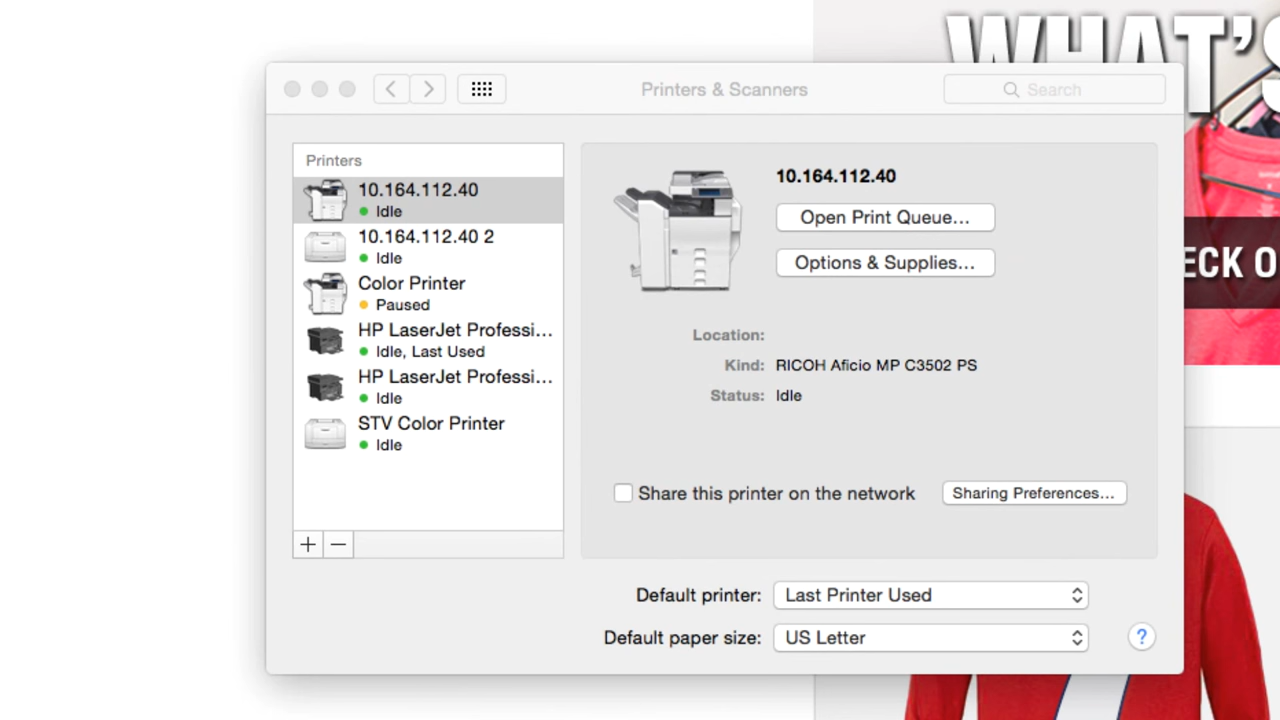 WHAT'S
Printers & Scanners
Search
Printers
10.164.112.40
Idle
10.164.112.40 2
Idle
Color Printer
Paused
HP LaserJet Professi...
Idle, Last Used
HP LaserJet Professi...
Idle
STV Color Printer
Idle
10.164.112.40
Open Print Queue...
Options & Supplies...
Location:
Kind: RICOH Aficio MP C3502 PS
Status: Idle
Share this printer on the network
Sharing Preferences...
ECK O
Default printer: Last Printer Used
Default paper size: US Letter
?